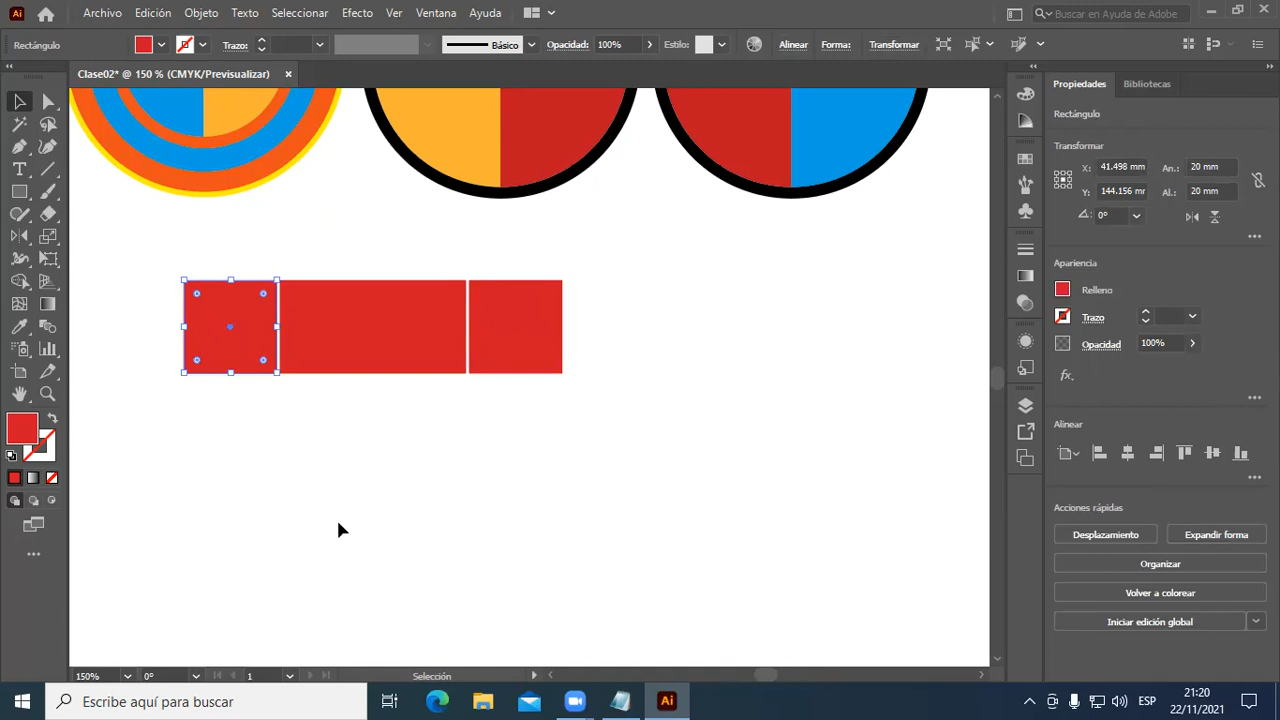 Ai Archivo Edición Objeto Texto Seleccionar Efecto Ver Ventana Ayuda Buscar en Ayuda de Adobe
Rectángulo Trazo: Básico Opacidad: 100% Estilo: Alinear Forma: Transformar
Clase02* @ 150 % (CMYK/Previsualizar)
Propiedades Bibliotecas
Rectángulo
Transformar
X: 41.498 mm An.: 20 mm
Y: 144.156 mr Al.: 20 mm
0°
Apariencia
Relleno
Trazo
Opacidad 100%
fx.
Alinear
Acciones rápidas
Desplazamiento Expandir forma
Organizar
Volver a colorear
Iniciar edición global
150% 0° 1 Selección
Escribe aquí para buscar Ai ESP 21:20
22/11/2021